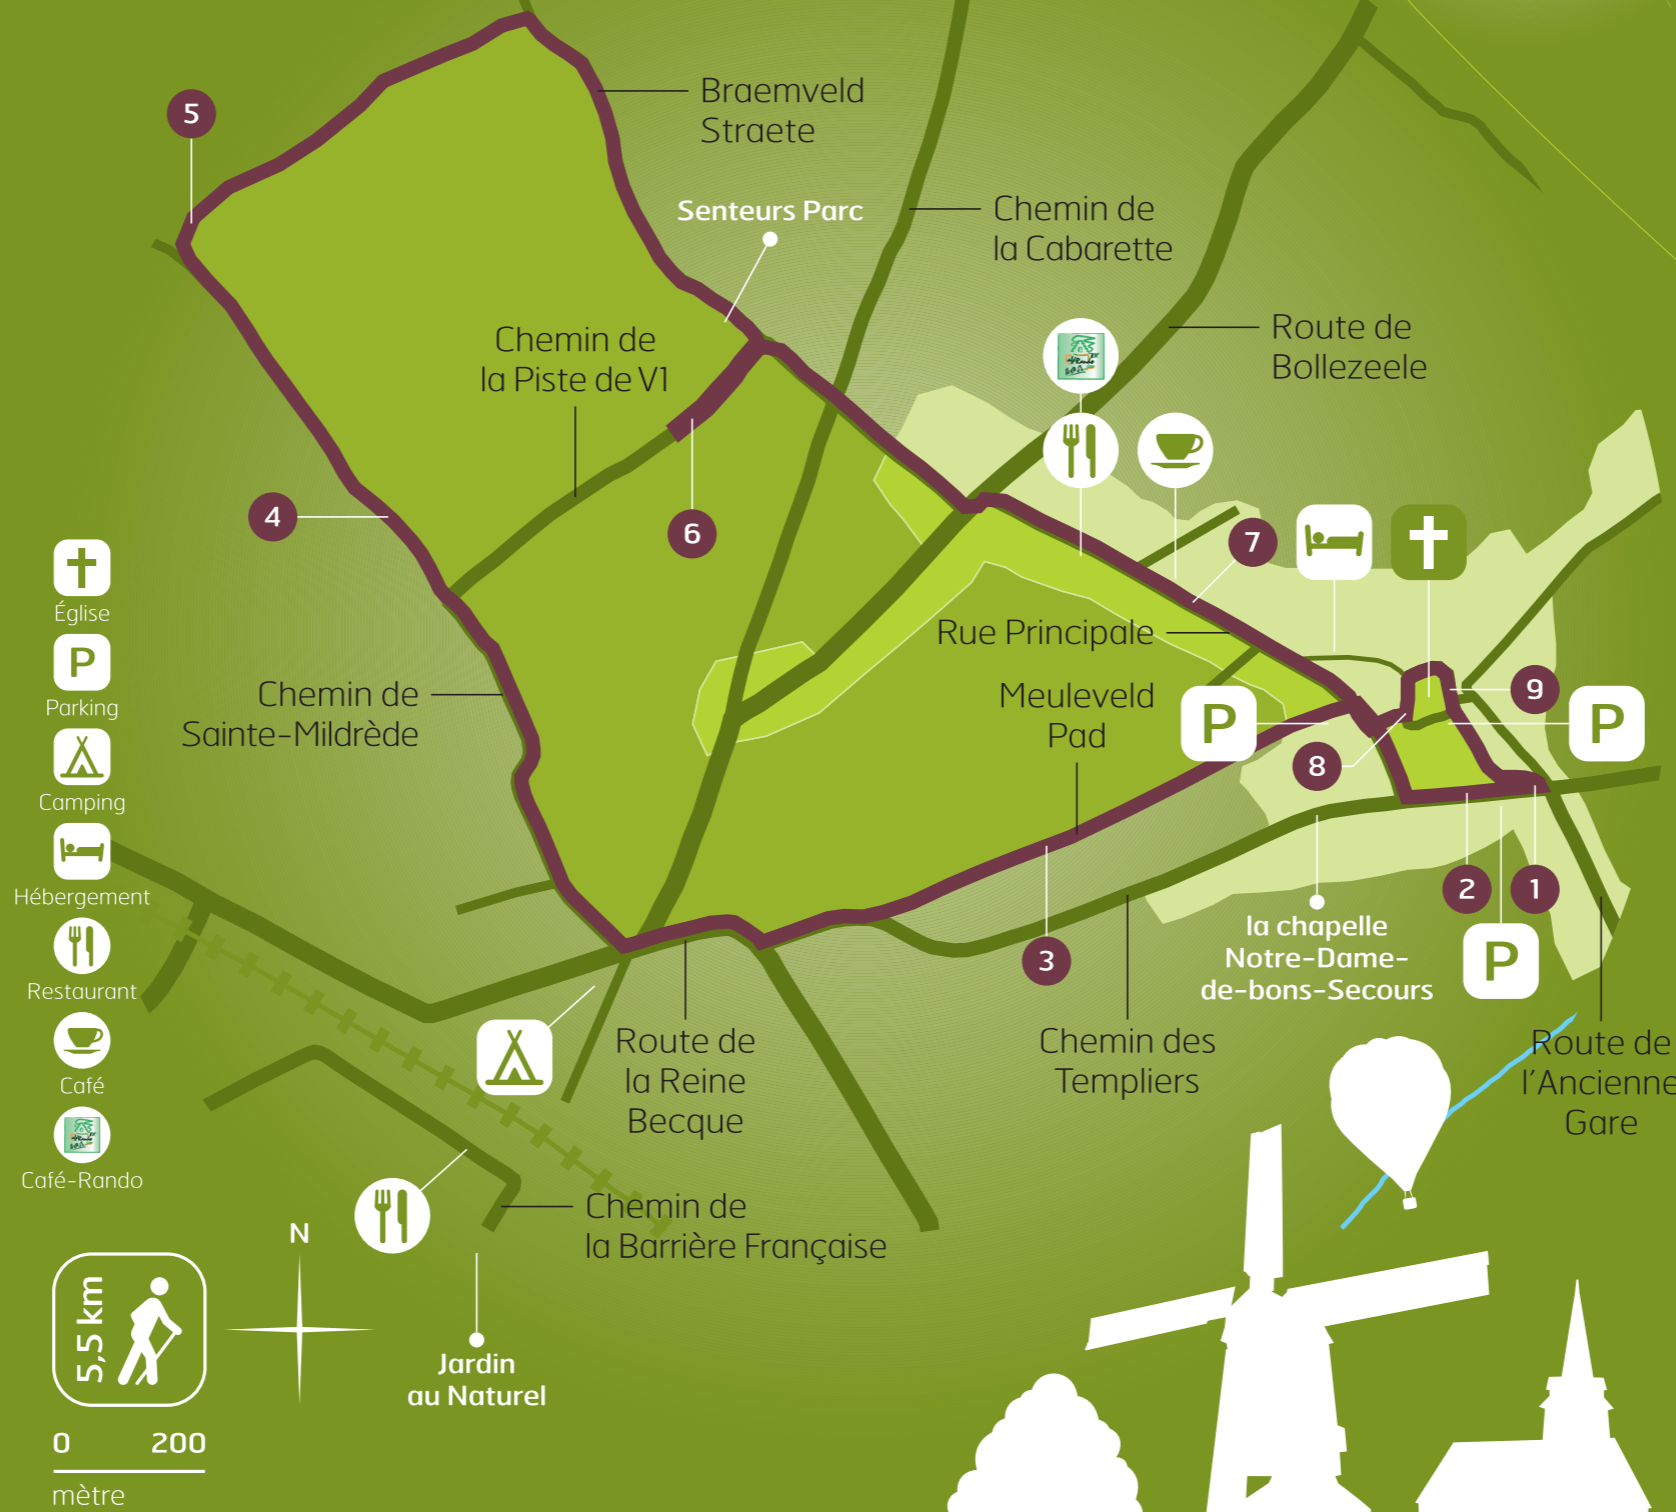 5
Braemveld
Straete
Senteurs Parc
Chemin de
la Cabarette
Chemin de
la Piste de V1
Route de
Bollezeele
4
6
7
Église
P
Parking
Camping
Hébergement
Restaurant
Café
Café-Rando
Chemin de
Sainte-Mildrède
Rue Principale
Meuleveld
Pad
P
9
P
8
2
1
3
la chapelle
Notre-Dame-
de-bons-Secours
P
Route de
la Reine
Becque
Chemin des
Templiers
Route de
l'Ancienne
Gare
Chemin de
la Barrière Française
N
5,5 km
Jardin
au Naturel
0 200
mètre